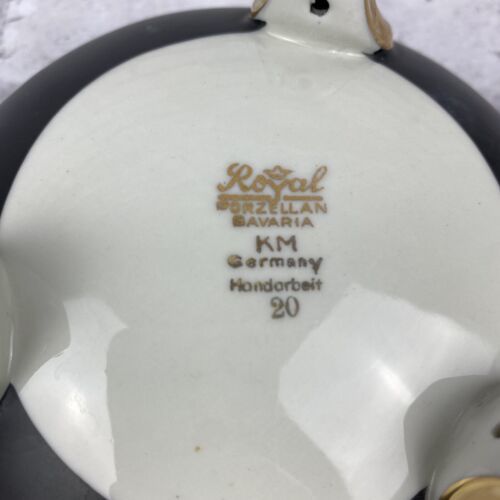 Royal
PORZELLAN
BAVARIA
KM
Germany
Handarbeit
20